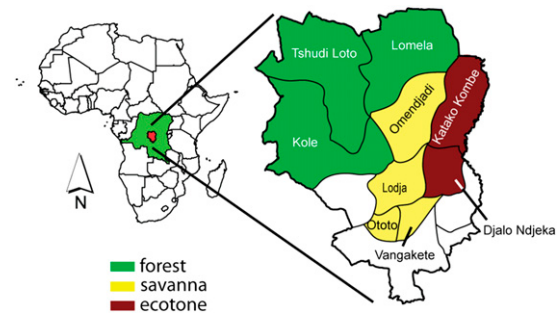 Tshudi Loto
Lomela
Omendjadi
Katako Kombe
Kole
Lodja
Ototo
Djalo Ndjeka
Vangakete
N
forest
savanna
ecotone